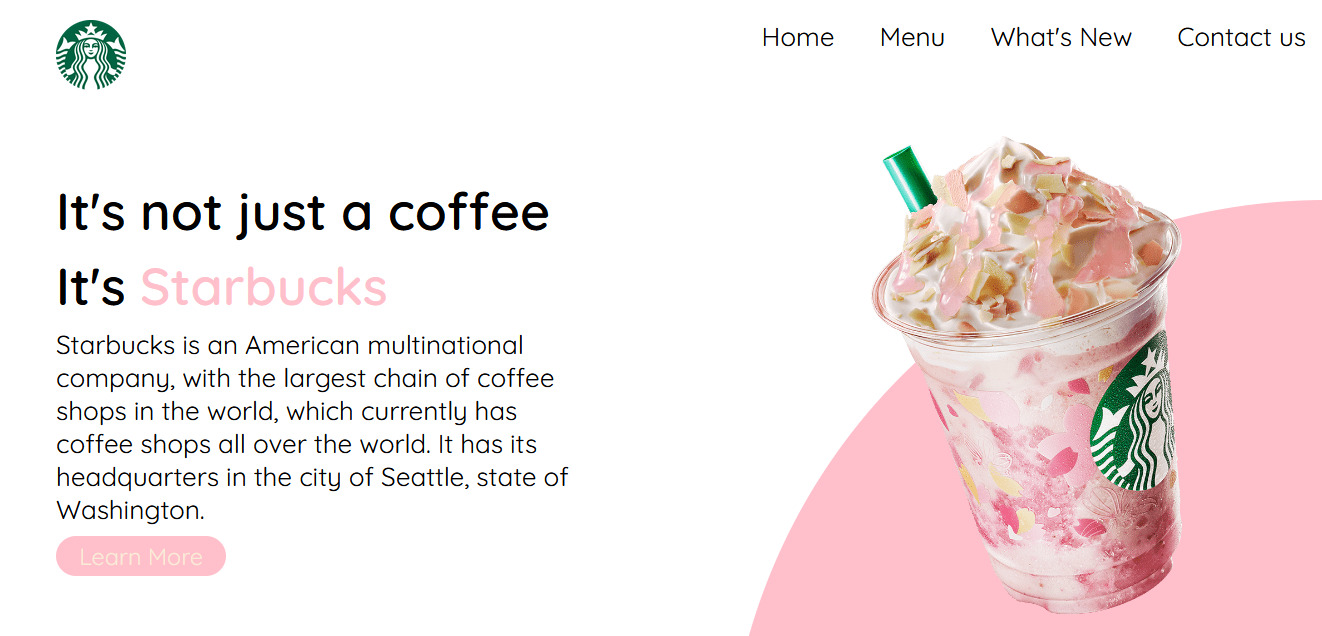 Home Menu What's New Contact us
It's not just a coffee
It's Starbucks
Starbucks is an American multinational
company, with the largest chain of coffee
shops in the world, which currently has
coffee shops all over the world. It has its
headquarters in the city of Seattle, state of
Washington.
Learn More